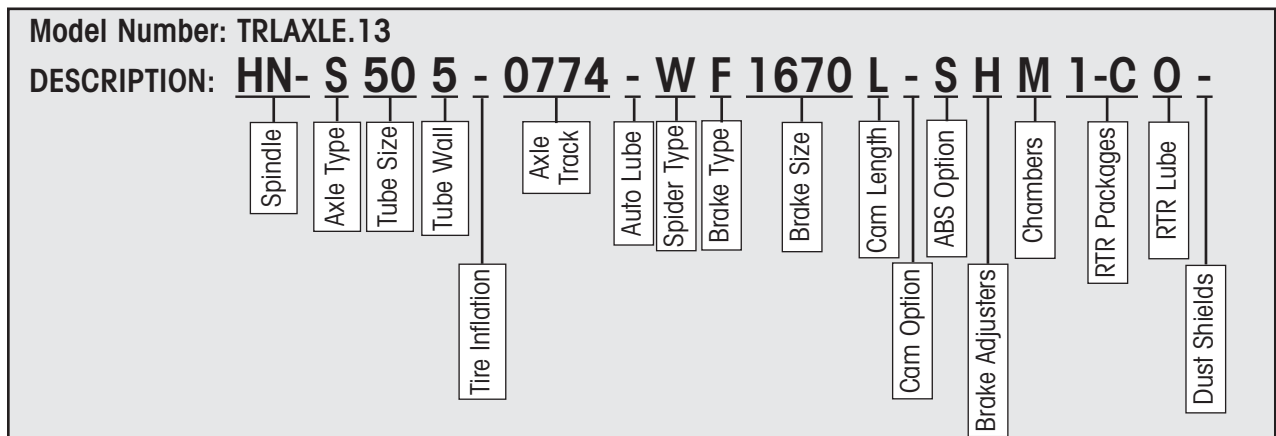 Model Number: TRLAXLE.13
DESCRIPTION: HN- S 50 5 - 0774 - W F 1670 L - S H M 1-C O -
Spindle
Axle Type
Tube Size
Tube Wall
Tire Inflation
Axle
Track
Auto Lube
Spider Type
Brake Type
Brake Size
Cam Length
Cam Option
ABS Option
Brake Adjusters
Chambers
RTR Packages
RTR Lube
Dust Shields